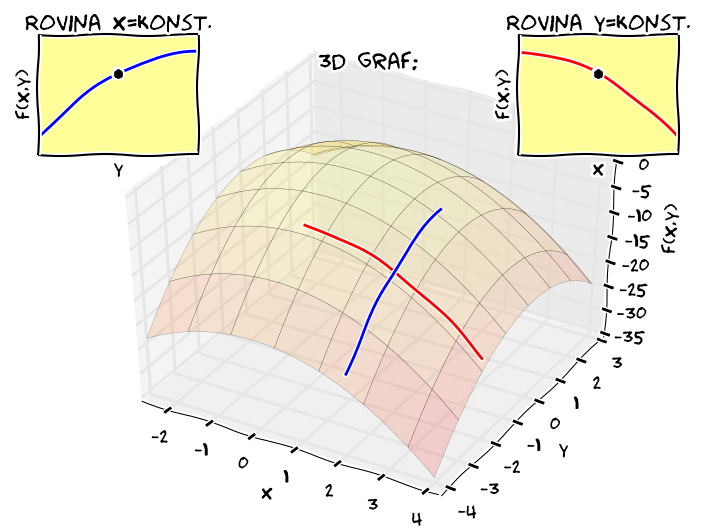 ROVINA X=KONST.
F(X,Y)
Y
3D GRAF:
ROVINA Y=KONST.
F(X,Y)
X
0
-5
-10
-15
-20
-25
-30
-35
F(X,Y)
-2
-1
0
1
2
3
4
X
-4
-3
-2
-1
0
1
2
3
Y